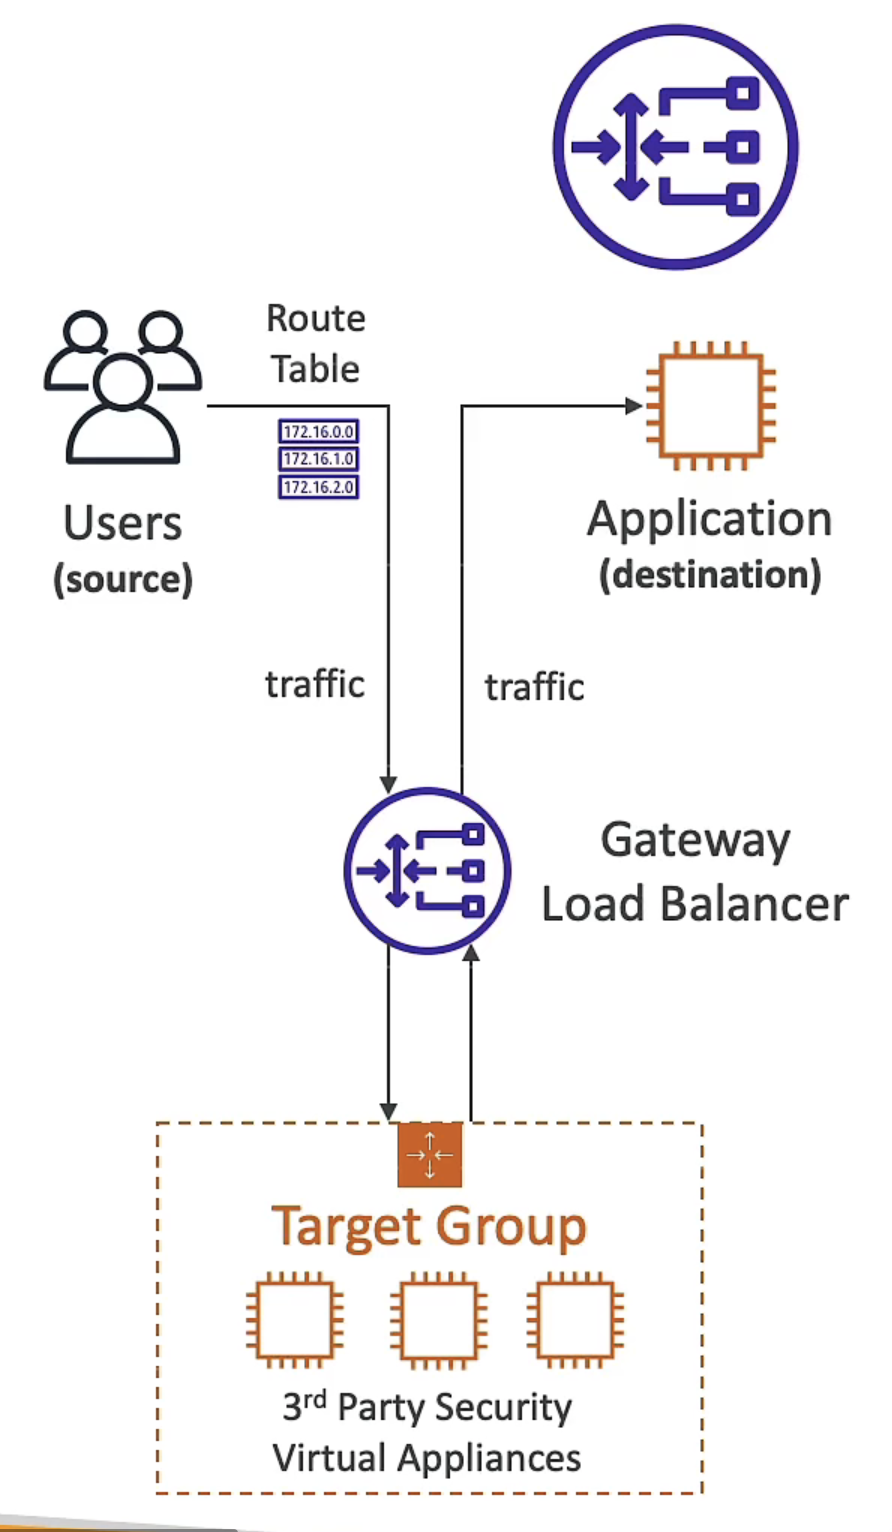 Route
Table
172.16.0.0
172.16.1.0
172.16.2.0
Users
(source)
Application
(destination)
traffic
traffic
Gateway
Load Balancer
Target Group
3rd Party Security
Virtual Appliances